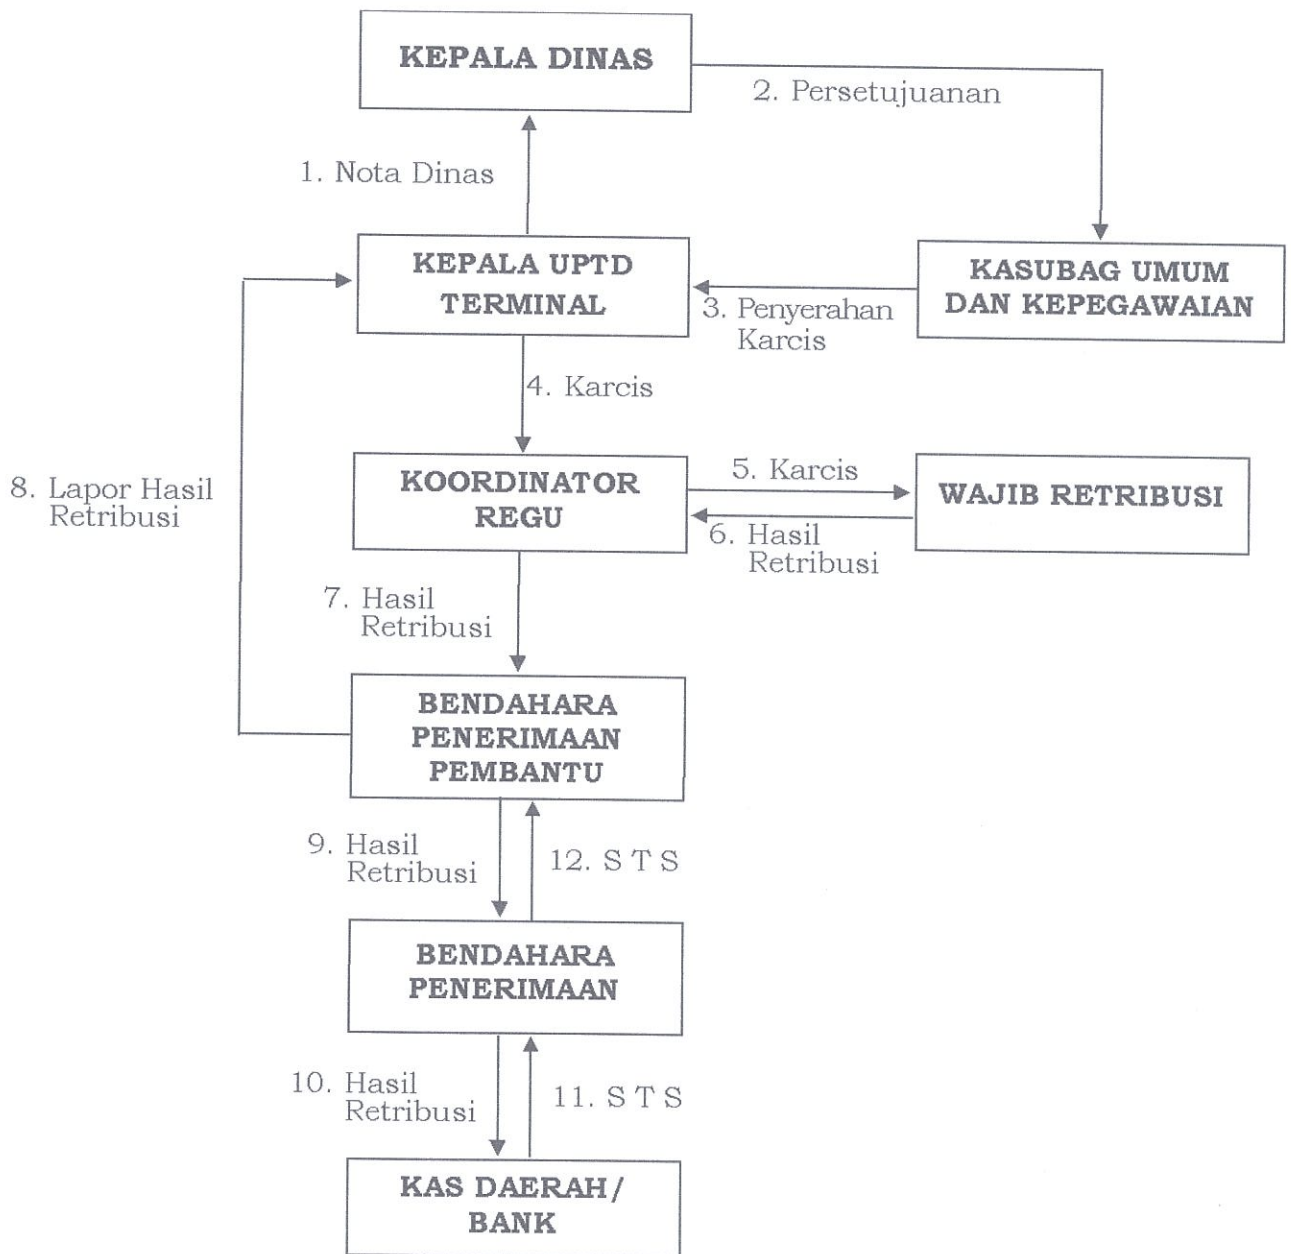 KEPALA DINAS
2. Persetujuanan
1. Nota Dinas
KEPALA UPTD
TERMINAL
KASUBAG UMUM
DAN KEPEGAWAIAN
3. Penyerahan
Karcis
4. Karcis
KOORDINATOR
REGU
5. Karcis
WAJIB RETRIBUSI
6. Hasil
Retribusi
8. Lapor Hasil
Retribusi
7. Hasil
Retribusi
BENDAHARA
PENERIMAAN
PEMBANTU
9. Hasil
Retribusi
12. S T S
BENDAHARA
PENERIMAAN
10. Hasil
Retribusi
11. S T S
KAS DAERAH/
BANK